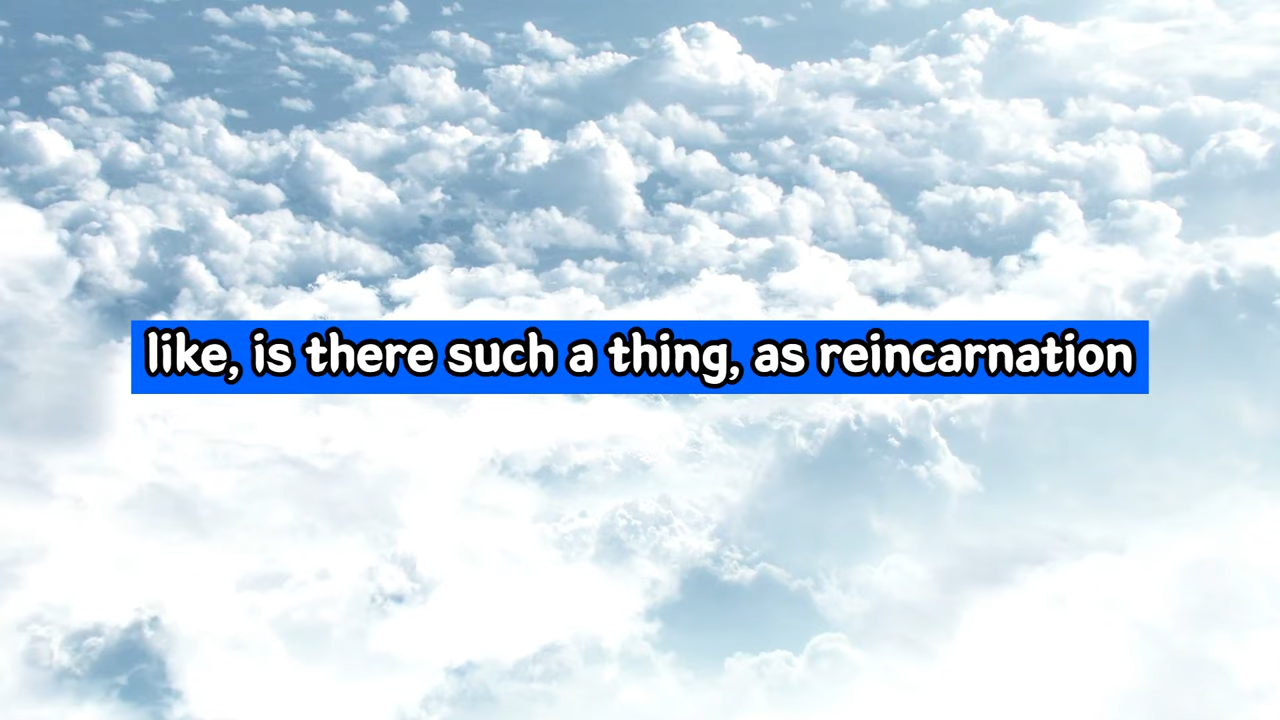 like, is there such a thing, as reincarnation